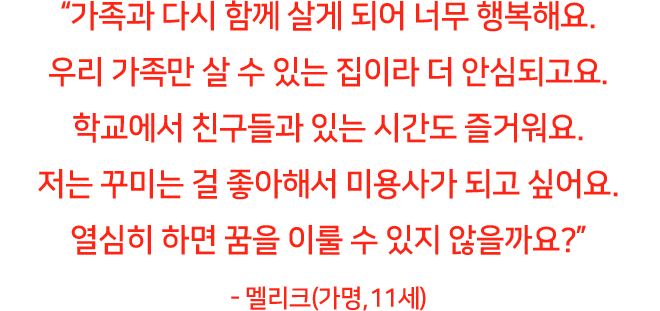 “가족과 다시 함께 살게 되어 너무 행복해요.
우리 가족만 살 수 있는 집이라 더 안심되고요.
학교에서 친구들과 있는 시간도 즐거워요.
저는 꾸미는 걸 좋아해서 미용사가 되고 싶어요.
열심히 하면 꿈을 이룰 수 있지 않을까요?”
- 멜리크(가명,11세)